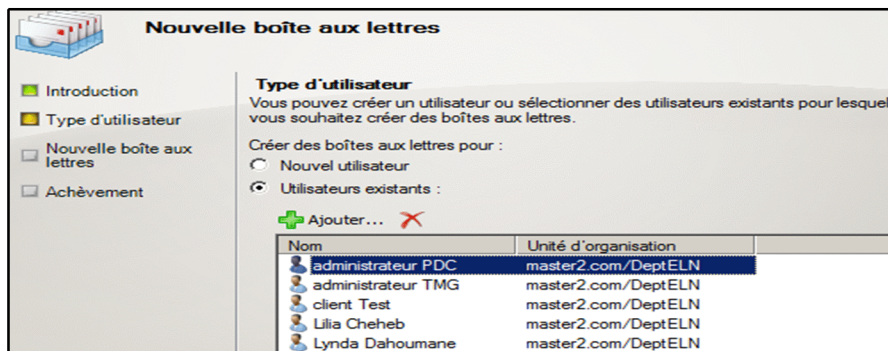 Nouvelle boîte aux lettres
Introduction
Type d'utilisateur
Nouvelle boîte aux
lettres
Achèvement
Type d'utilisateur
Vous pouvez créer un utilisateur ou sélectionner des utilisateurs existants pour lesquel
vous souhaitez créer des boîtes aux lettres.
Créer des boîtes aux lettres pour :
Nouvel utilisateur
Utilisateurs existants :
Ajouter...
Nom Unité d'organisation
administrateur PDC master2.com/DeptELN
administrateur TMG master2.com/DeptELN
client Test master2.com/DeptELN
Lilia Cheheb master2.com/DeptELN
Lynda Dahoumane master2.com/DeptELN